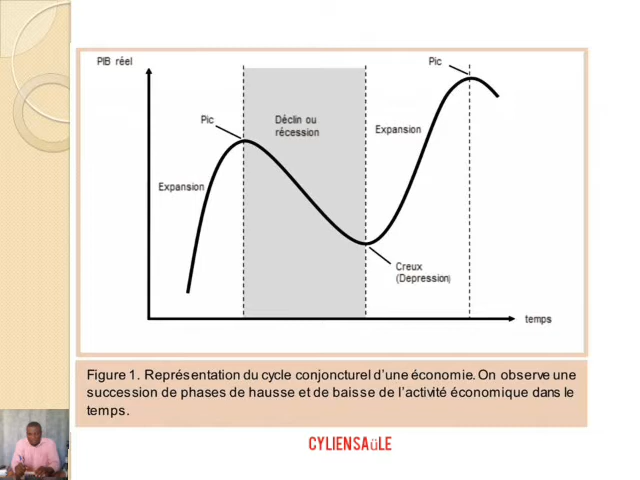 PIB réel
Pic
Pic
Déclin ou
récession
Expansion
Expansion
Creux
(Depression)
temps
Figure 1. Représentation du cycle conjoncturel d'une économie. On observe une
succession de phases de hausse et de baisse de l'activité économique dans le
temps.
CYLIENSAüLE